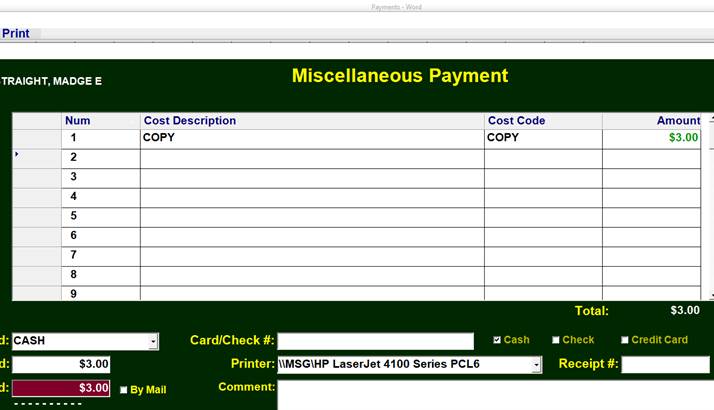 Payments - Word
Print
TRAIGHT, MADGE E
Miscellaneous Payment
Num Cost Description Cost Code Amount
1 COPY COPY $3.00
2
3
4
5
6
7
8
9
Total: $3.00
d: CASH Card/Check #: Cash Check Credit Card
d: $3.00 Printer: \\MSG\HP LaserJet 4100 Series PCL6 Receipt #:
d: $3.00 By Mail Comment:
----------